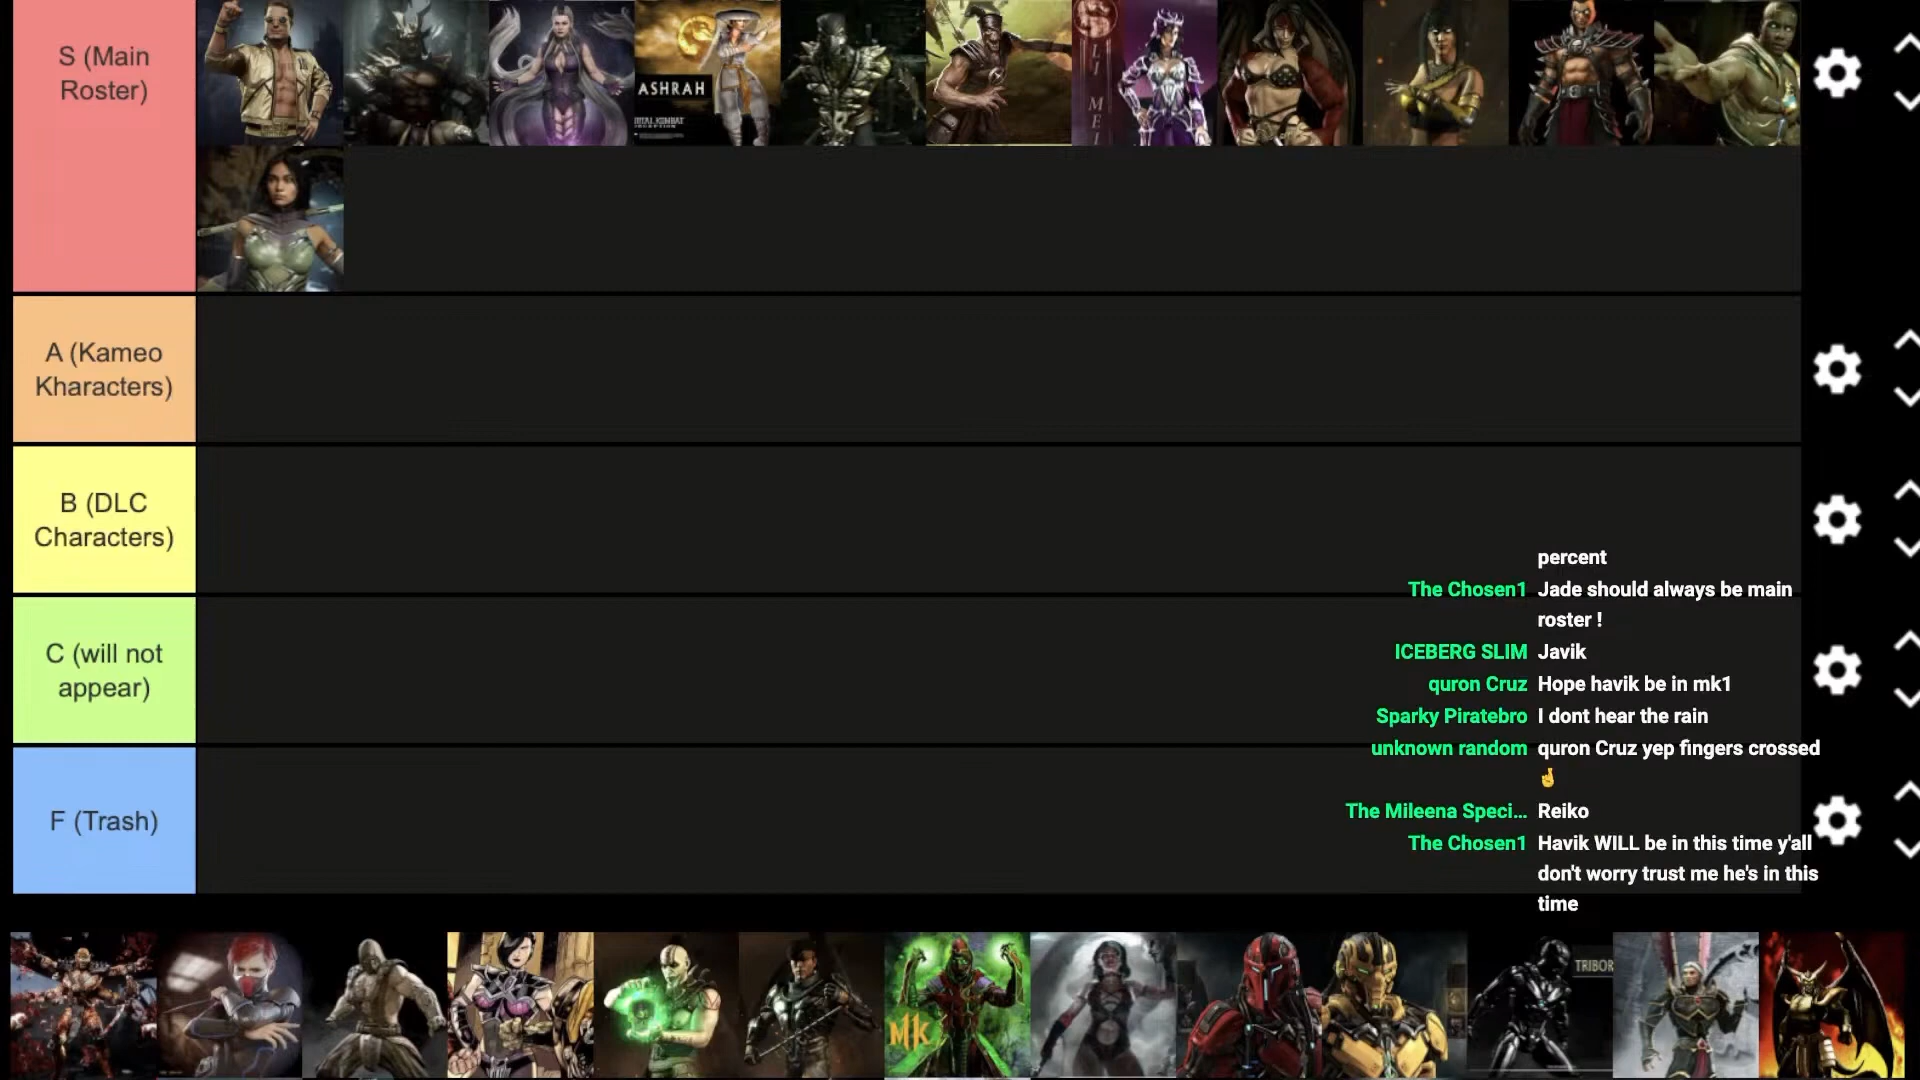 S (Main
Roster)
ASHRAH
LI MEI
A (Kameo
Kharacters)
B (DLC
Characters)
percent
The Chosen1 Jade should always be main
roster !
C (will not
appear)
ICEBERG SLIM Javik
quron Cruz Hope havik be in mk1
Sparky Piratebro I dont hear the rain
unknown random quron Cruz yep fingers crossed
🤞
F (Trash)
The Mileena Speci... Reiko
The Chosen1 Havik WILL be in this time y'all
don't worry trust me he's in this
time
MK
TRIBOR